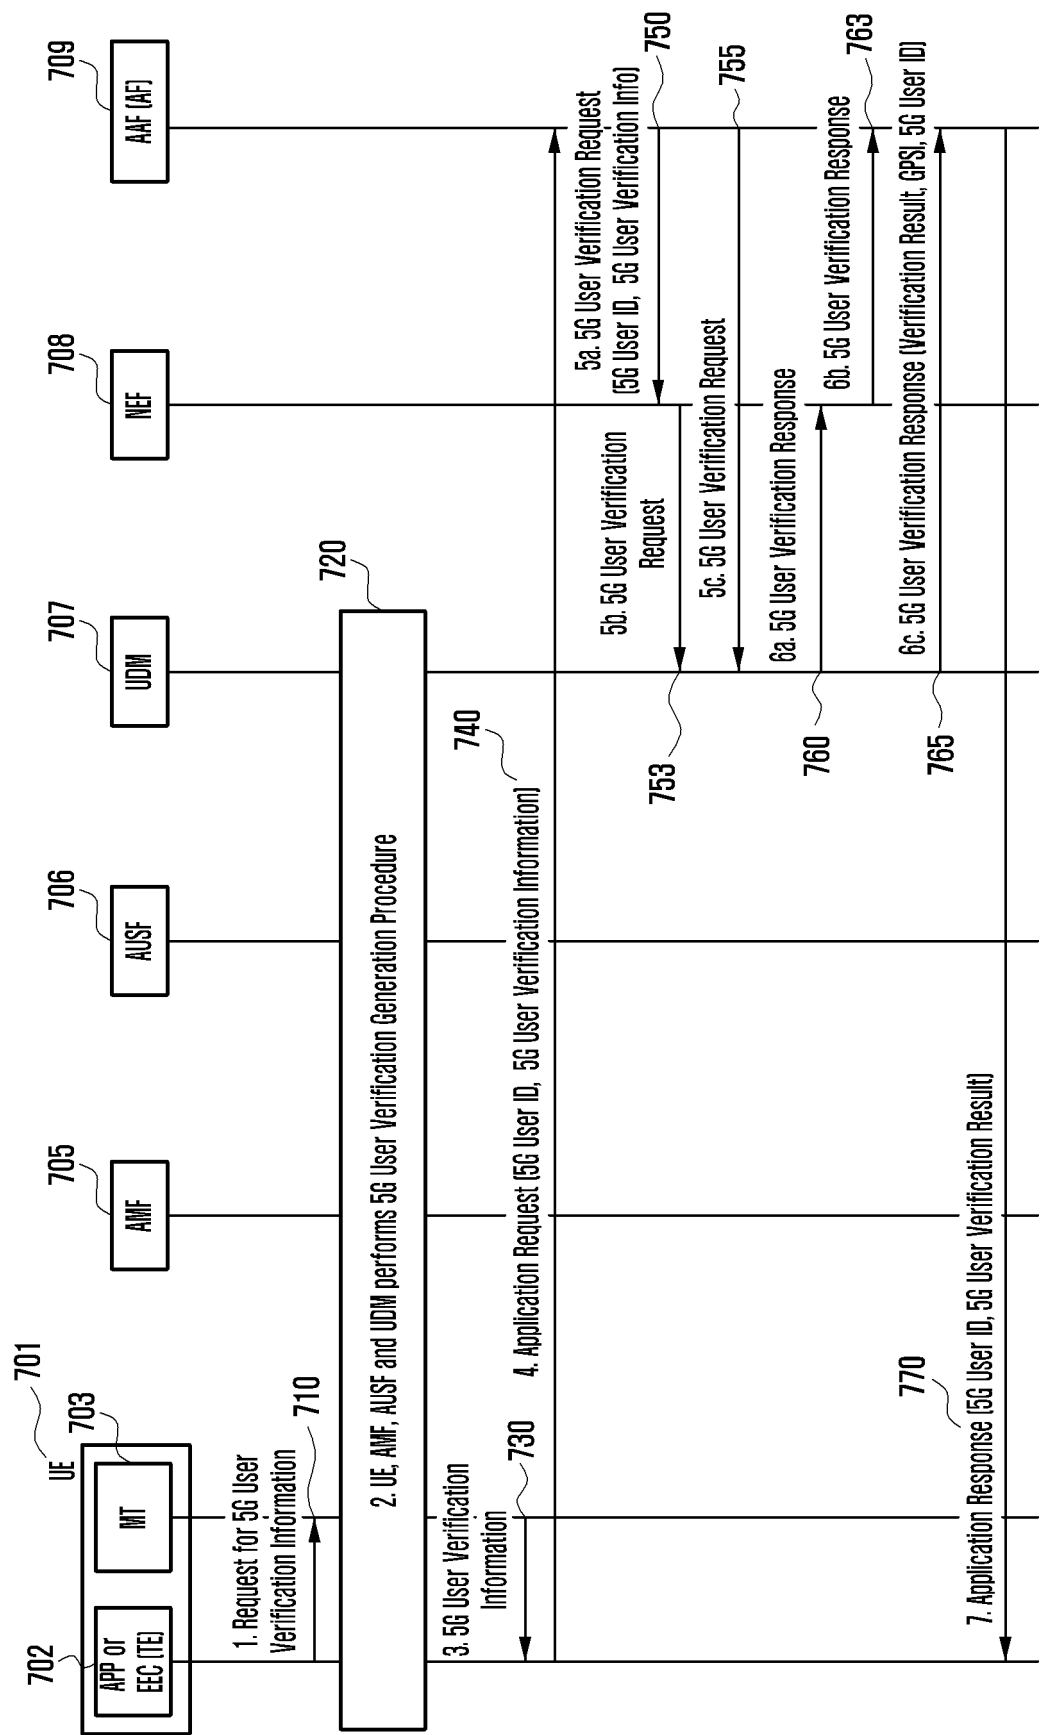 701
UE
702
APP or
EEC (TE)
703
MT
705
AMF
706
AUSF
707
UDM
708
NEF
709
AAF (AF)
1. Request for 5G User
Verification Information
710
720
2. UE, AMF, AUSF and UDM performs 5G User Verification Generation Procedure
3. 5G User Verification
Information
730
4. Application Request (5G User ID, 5G User Verification Information)
740
5a. 5G User Verification Request
(5G User ID, 5G User Verification Info)
750
5b. 5G User Verification
Request
753
5c. 5G User Verification Request
755
6a. 5G User Verification Response
760
6b. 5G User Verification Response
763
6c. 5G User Verification Response (Verification Result, GPSI, 5G User ID)
765
7. Application Response (5G User ID, 5G User Verification Result)
770